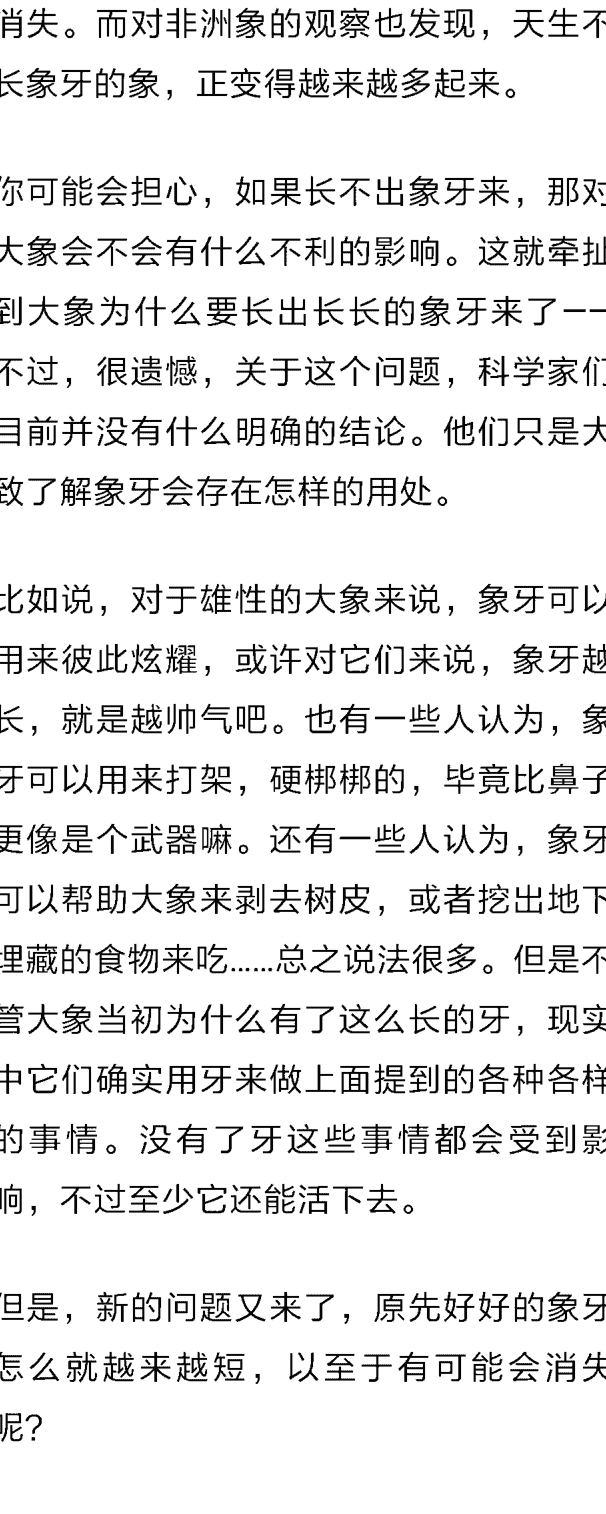 消失。而对非洲象的观察也发现，天生不
长象牙的象，正变得越来越多起来。
你可能会担心，如果长不出象牙来，那对
大象会不会有什么不利的影响。这就牵扯
到大象为什么要长出长长的象牙来了——
不过，很遗憾，关于这个问题，科学家们
目前并没有什么明确的结论。他们只是大
致了解象牙会存在怎样的用处。
比如说，对于雄性的大象来说，象牙可以
用来彼此炫耀，或许对它们来说，象牙越
长，就是越帅气吧。也有一些人认为，象
牙可以用来打架，硬梆梆的，毕竟比鼻子
更像是个武器嘛。还有一些人认为，象牙
可以帮助大象来剥去树皮，或者挖出地下
埋藏的食物来吃……总之说法很多。但是不
管大象当初为什么有了这么长的牙，现实
中它们确实用牙来做上面提到的各种各样
的事情。没有了牙这些事情都会受到影
响，不过至少它还能活下去。
但是，新的问题又来了，原先好好的象牙
怎么就越来越短，以至于有可能会消失
呢？